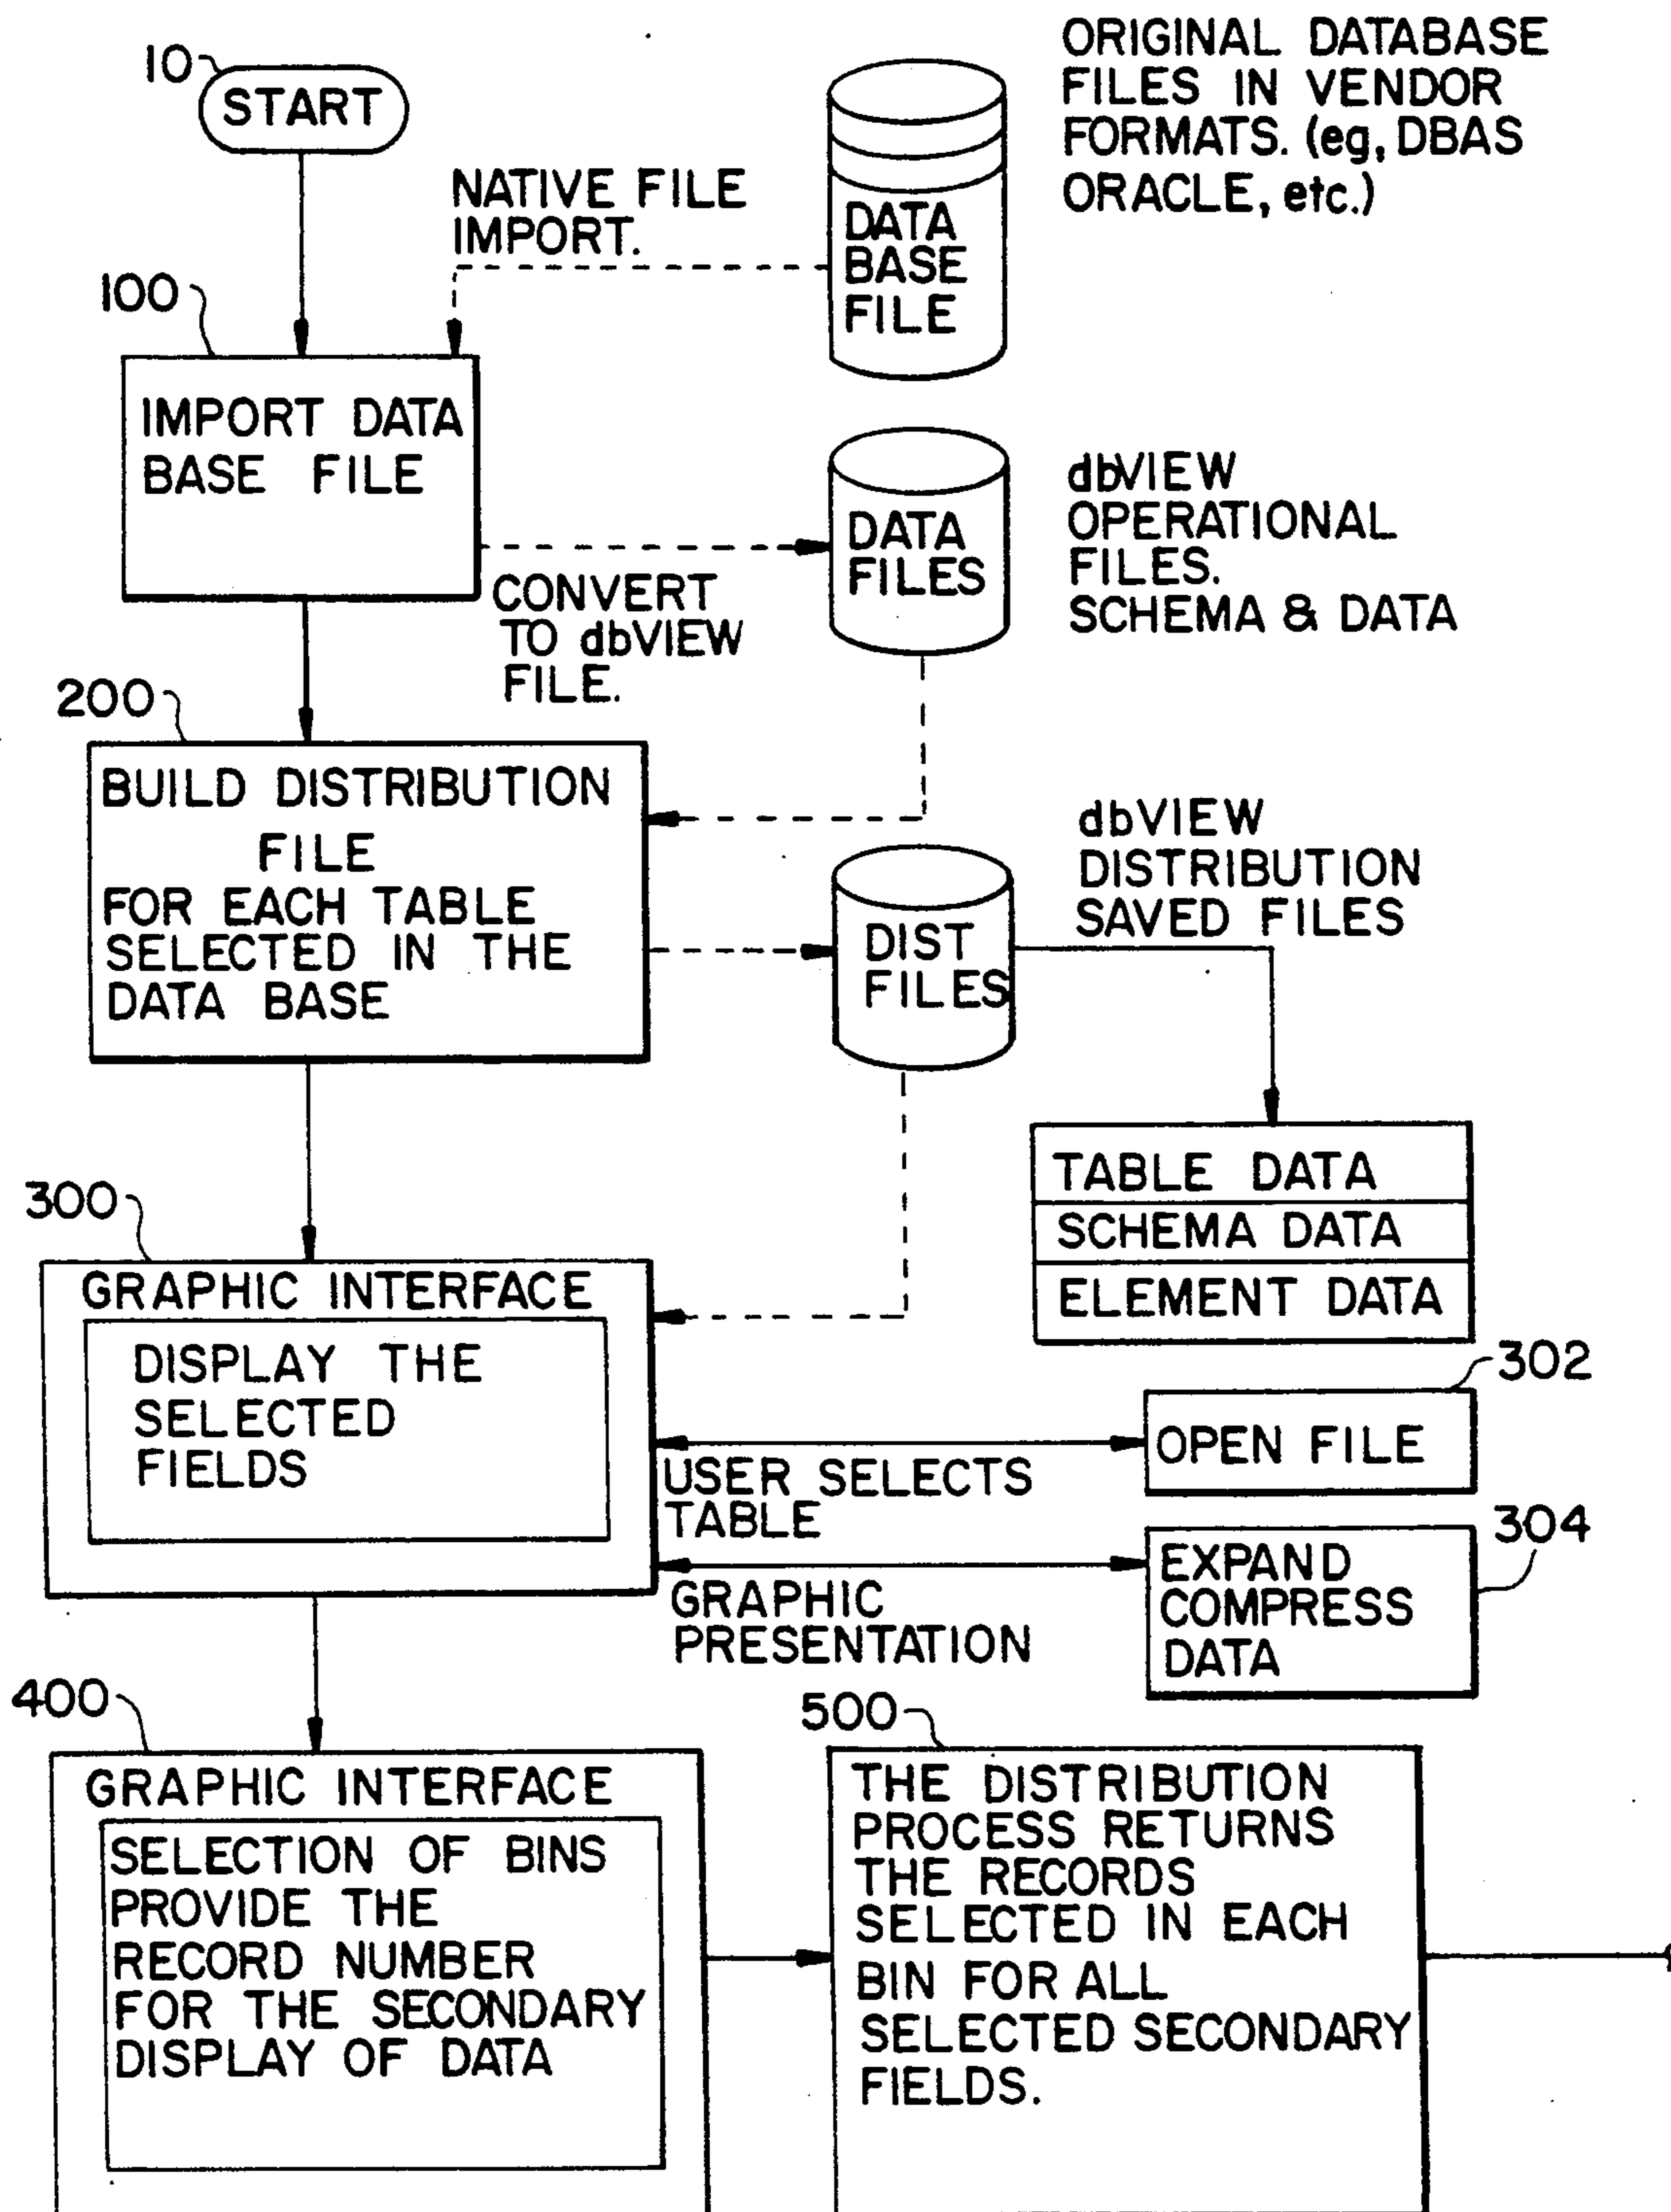 10
START
ORIGINAL DATABASE
FILES IN VENDOR
FORMATS. (eg, DBAS
ORACLE, etc.)
NATIVE FILE
IMPORT.
DATA
BASE
FILE
100
IMPORT DATA
BASE FILE
CONVERT
TO dbVIEW
FILE.
DATA
FILES
dbVIEW
OPERATIONAL
FILES.
SCHEMA & DATA
200
BUILD DISTRIBUTION
FILE
FOR EACH TABLE
SELECTED IN THE
DATA BASE
DIST
FILES
dbVIEW
DISTRIBUTION
SAVED FILES
TABLE DATA
SCHEMA DATA
ELEMENT DATA
300
GRAPHIC INTERFACE
DISPLAY THE
SELECTED
FIELDS
USER SELECTS
TABLE
302
OPEN FILE
GRAPHIC
PRESENTATION
304
EXPAND
COMPRESS
DATA
400
GRAPHIC INTERFACE
SELECTION OF BINS
PROVIDE THE
RECORD NUMBER
FOR THE SECONDARY
DISPLAY OF DATA
500
THE DISTRIBUTION
PROCESS RETURNS
THE RECORDS
SELECTED IN EACH
BIN FOR ALL
SELECTED SECONDARY
FIELDS.